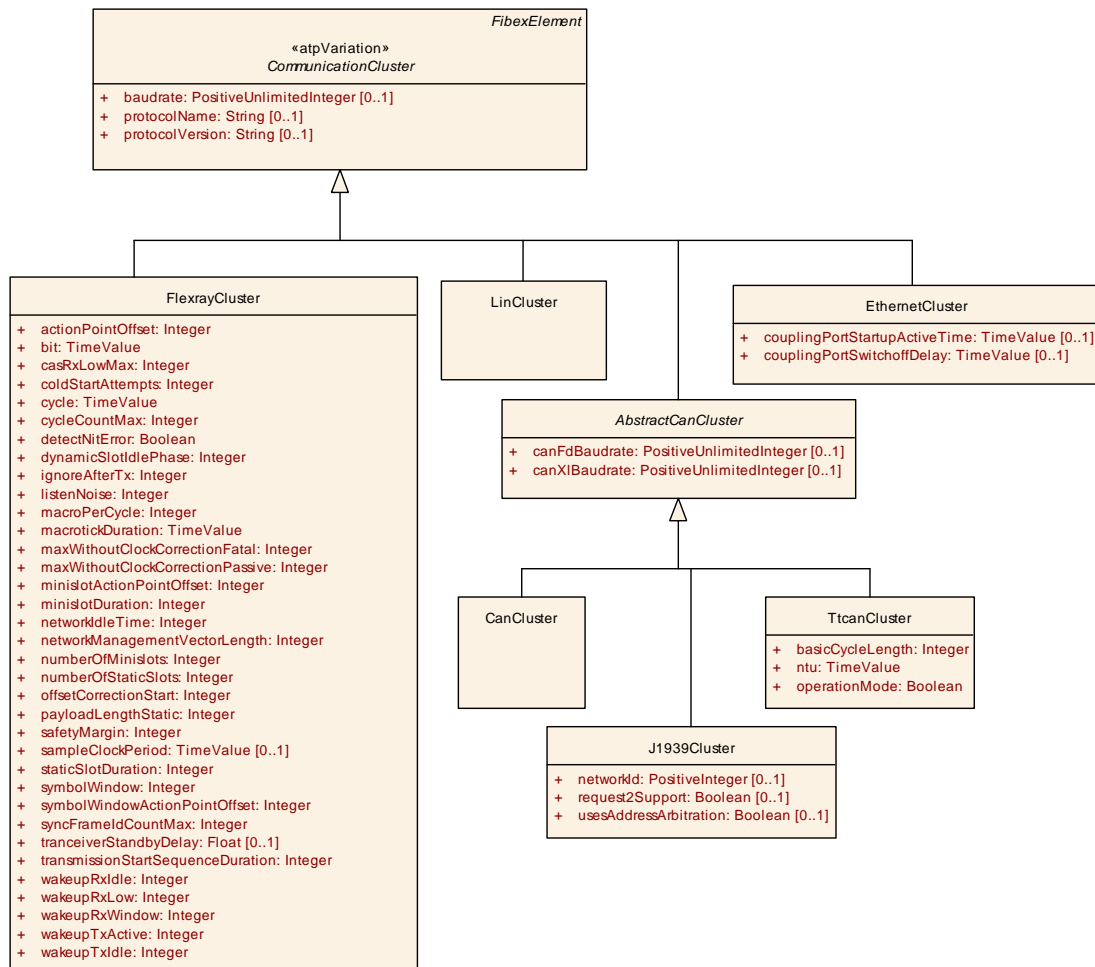 FibexElement
«atpVariation»
CommunicationCluster
+ baudrate: PositiveUnlimitedInteger [0..1]
+ protocolName: String [0..1]
+ protocolVersion: String [0..1]
FlexrayCluster
+ actionPointOffset: Integer
+ bit: TimeValue
+ casRxLowMax: Integer
+ coldStartAttempts: Integer
+ cycle: TimeValue
+ cycleCountMax: Integer
+ detectNitError: Boolean
+ dynamicSlotIdlePhase: Integer
+ ignoreAfterTx: Integer
+ listenNoise: Integer
+ macroPerCycle: Integer
+ macrotickDuration: TimeValue
+ maxWithoutClockCorrectionFatal: Integer
+ maxWithoutClockCorrectionPassive: Integer
+ minislotActionPointOffset: Integer
+ minislotDuration: Integer
+ networkIdleTime: Integer
+ networkManagementVectorLength: Integer
+ numberOfMinislots: Integer
+ numberOfStaticSlots: Integer
+ offsetCorrectionStart: Integer
+ payloadLengthStatic: Integer
+ safetyMargin: Integer
+ sampleClockPeriod: TimeValue [0..1]
+ staticSlotDuration: Integer
+ symbolWindow: Integer
+ symbolWindowActionPointOffset: Integer
+ syncFrameIdCountMax: Integer
+ tranceiverStandbyDelay: Float [0..1]
+ transmissionStartSequenceDuration: Integer
+ wakeupRxIdle: Integer
+ wakeupRxLow: Integer
+ wakeupRxWindow: Integer
+ wakeupTxActive: Integer
+ wakeupTxIdle: Integer
LinCluster
EthernetCluster
+ couplingPortStartupActiveTime: TimeValue [0..1]
+ couplingPortSwitchoffDelay: TimeValue [0..1]
AbstractCanCluster
+ canFdBaudrate: PositiveUnlimitedInteger [0..1]
+ canXlBaudrate: PositiveUnlimitedInteger [0..1]
CanCluster
TtcanCluster
+ basicCycleLength: Integer
+ ntu: TimeValue
+ operationMode: Boolean
J1939Cluster
+ networkId: PositiveInteger [0..1]
+ request2Support: Boolean [0..1]
+ usesAddressArbitration: Boolean [0..1]